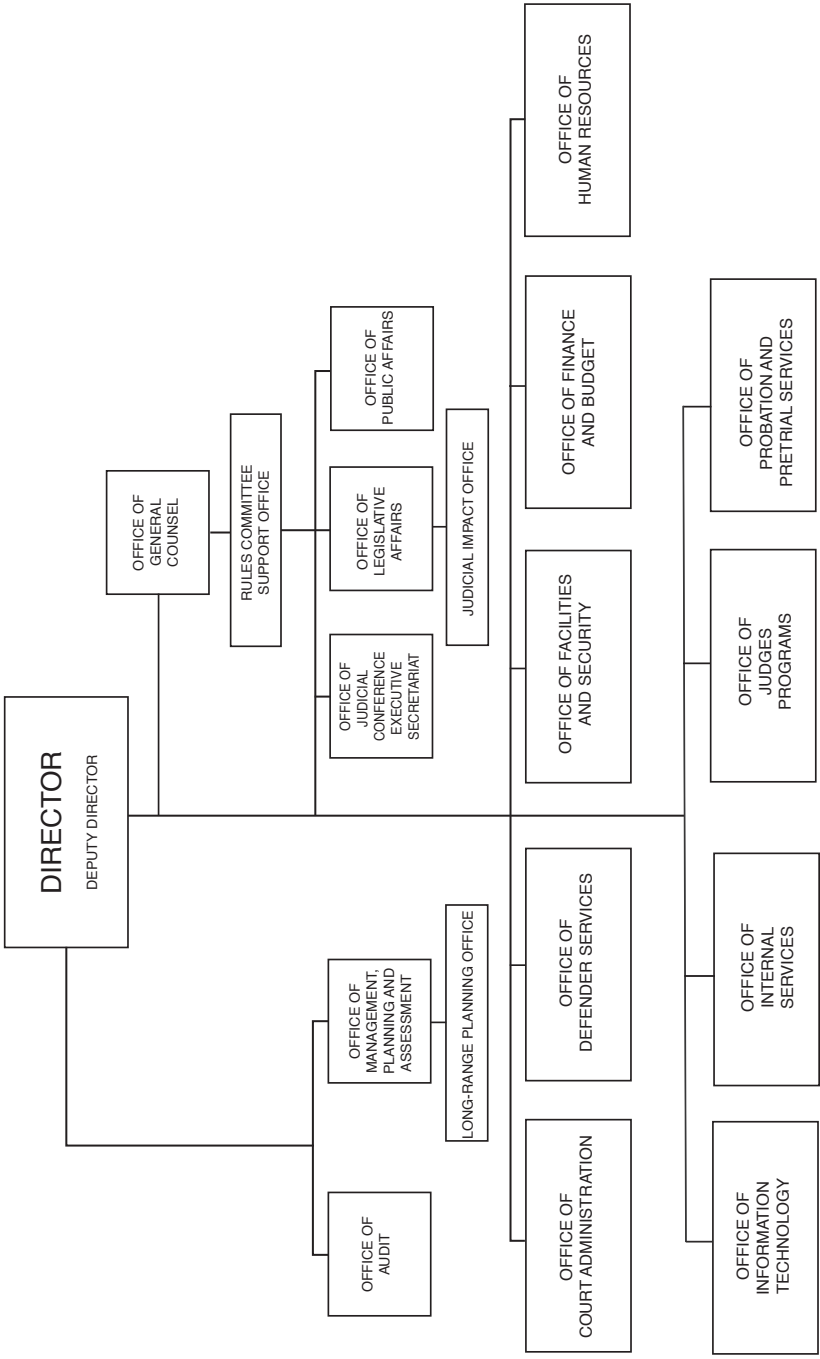 DIRECTOR
DEPUTY DIRECTOR
OFFICE OF
GENERAL
COUNSEL
RULES COMMITTEE
SUPPORT OFFICE
OFFICE OF
AUDIT
OFFICE OF
MANAGEMENT,
PLANNING AND
ASSESSMENT
OFFICE OF
JUDICIAL
CONFERENCE
EXECUTIVE
SECRETARIAT
OFFICE OF
LEGISLATIVE
AFFAIRS
OFFICE OF
PUBLIC AFFAIRS
LONG-RANGE PLANNING OFFICE
JUDICIAL IMPACT OFFICE
OFFICE OF
COURT ADMINISTRATION
OFFICE OF
DEFENDER SERVICES
OFFICE OF FACILITIES
AND SECURITY
OFFICE OF FINANCE
AND BUDGET
OFFICE OF
HUMAN RESOURCES
OFFICE OF
INFORMATION
TECHNOLOGY
OFFICE OF
INTERNAL
SERVICES
OFFICE OF
JUDGES
PROGRAMS
OFFICE OF
PROBATION AND
PRETRIAL SERVICES